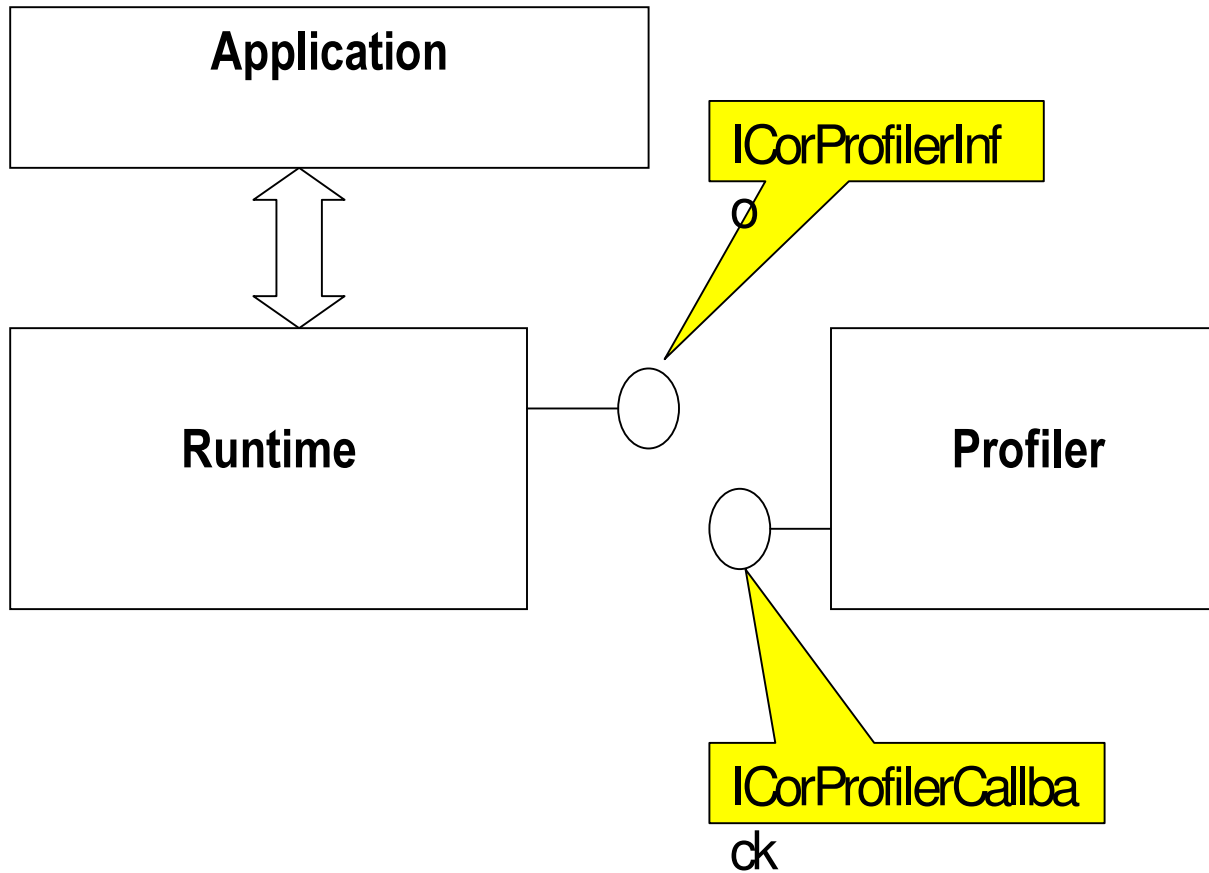 Application
ICorProfilerInf
o
Runtime
Profiler
ICorProfilerCallba
ck